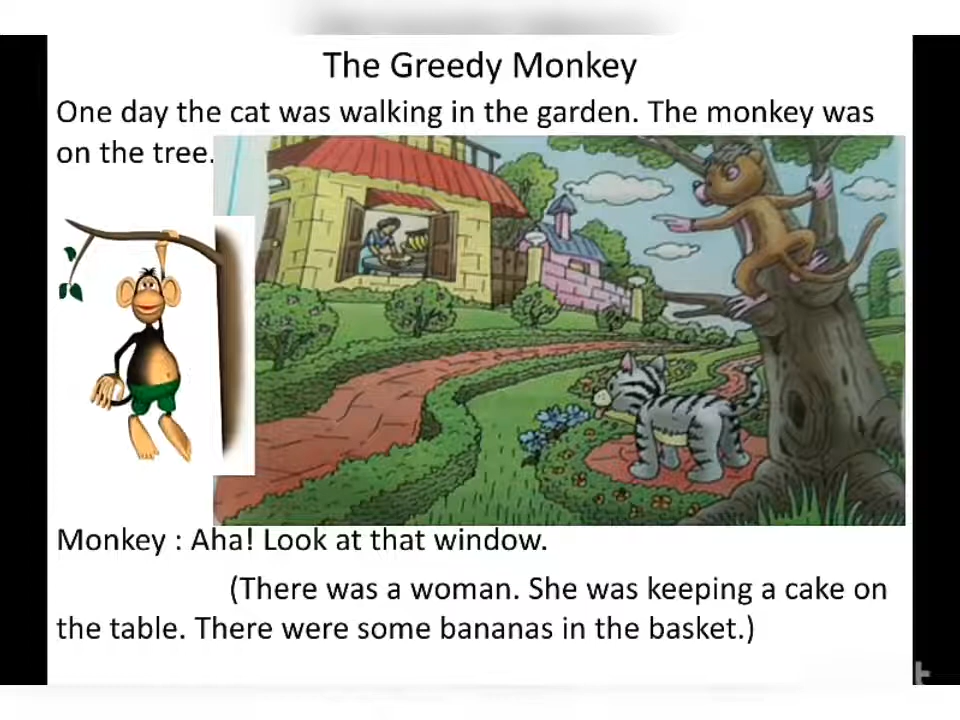 The Greedy Monkey
One day the cat was walking in the garden. The monkey was
on the tree.
Monkey : Aha! Look at that window.
(There was a woman. She was keeping a cake on
the table. There were some bananas in the basket.)